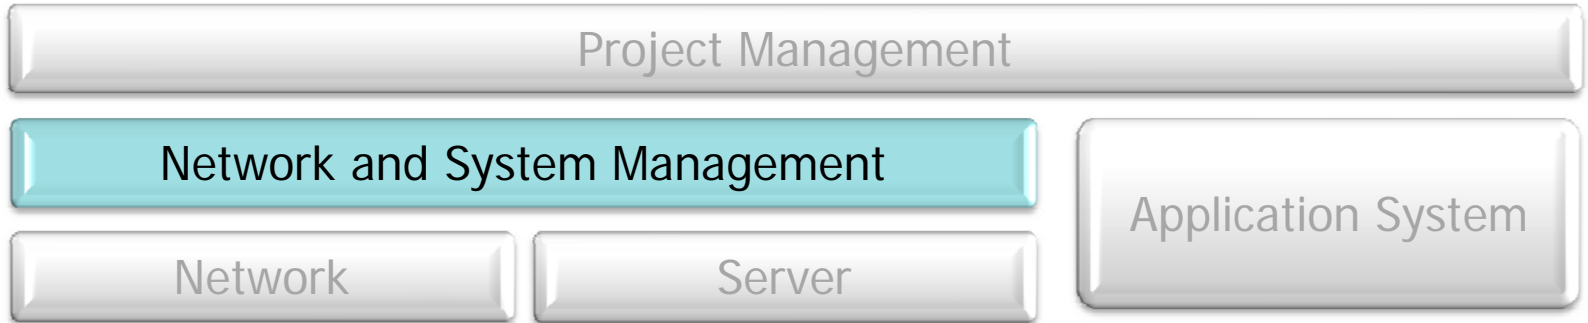 Project Management
Network and System Management
Application System
Network
Server